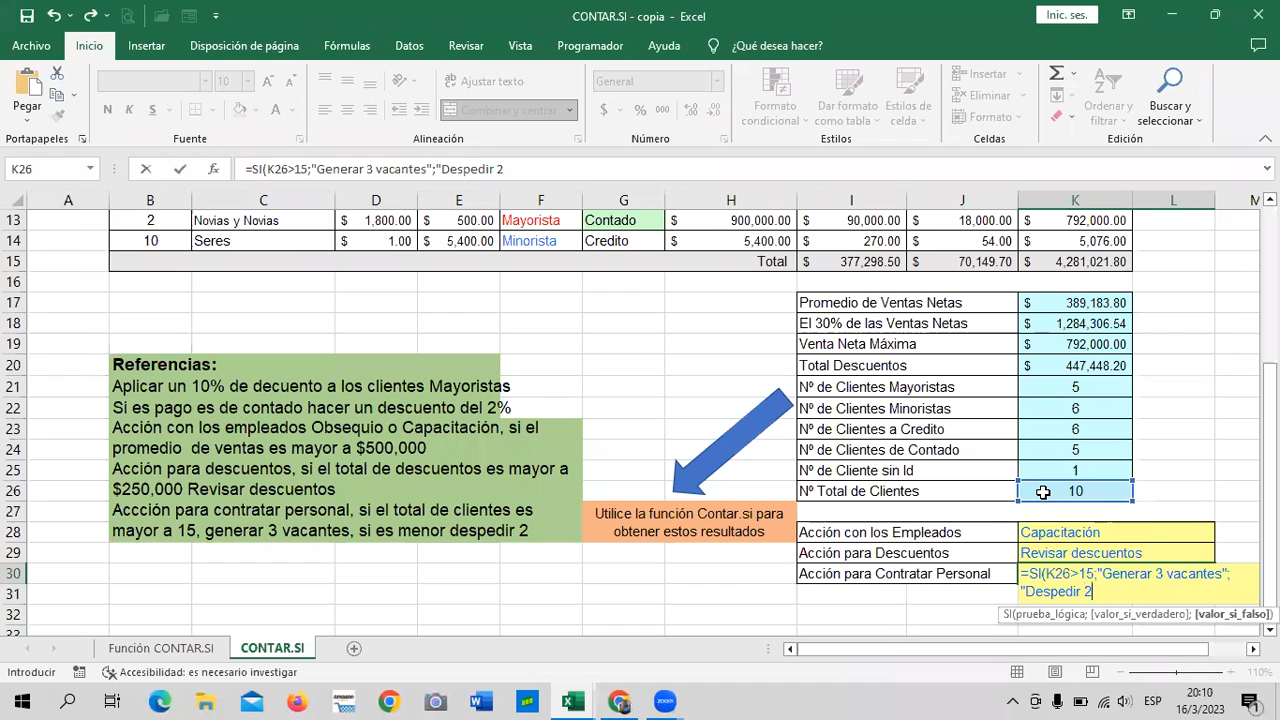 CONTAR.SI - copia - Excel
Inic. ses.
Archivo Inicio Insertar Disposición de página Fórmulas Datos Revisar Vista Programador Ayuda ¿Qué desea hacer?
Pegar
10
Ajustar texto
General
Combinar y centrar
N K S
$ % 000
Formato condicional
Dar formato como tabla
Estilos de celda
Insertar
Eliminar
Formato
Ordenar y filtrar
Buscar y seleccionar
Portapapeles Fuente Alineación Número Estilos Celdas Edición
K26 fx =SI(K26>15;"Generar 3 vacantes";"Despedir 2
A B C D E F G H I J K L M
13 2 Novias y Novias $ 1,800.00 $ 500.00 Mayorista Contado $ 900,000.00 $ 90,000.00 $ 18,000.00 $ 792,000.00
14 10 Seres $ 1.00 $ 5,400.00 Minorista Credito $ 5,400.00 $ 270.00 $ 54.00 $ 5,076.00
15 Total $ 377,298.50 $ 70,149.70 $ 4,281,021.80
16
17 Promedio de Ventas Netas $ 389,183.80
18 El 30% de las Ventas Netas $ 1,284,306.54
19 Venta Neta Máxima $ 792,000.00
20 Referencias: Total Descuentos $ 447,448.20
21 Aplicar un 10% de decuento a los clientes Mayoristas Nº de Clientes Mayoristas 5
22 Si es pago es de contado hacer un descuento del 2% Nº de Clientes Minoristas 6
23 Acción con los empleados Obsequio o Capacitación, si el Nº de Clientes a Credito 6
24 promedio de ventas es mayor a $500,000 Nº de Clientes de Contado 5
25 Acción para descuentos, si el total de descuentos es mayor a Nº de Cliente sin Id 1
26 $250,000 Revisar descuentos Nº Total de Clientes 10
27 Accción para contratar personal, si el total de clientes es Utilice la función Contar.si para
28 mayor a 15, generar 3 vacantes, si es menor despedir 2 obtener estos resultados Acción con los Empleados Capacitación
29 Acción para Descuentos Revisar descuentos
30 Acción para Contratar Personal =SI(K26>15;"Generar 3 vacantes";
31 "Despedir 2
32 SI(prueba_lógica; [valor_si_verdadero]; [valor_si_falso])
33
Función CONTAR.SI CONTAR.SI
Introducir Accesibilidad: es necesario investigar 110%
ESP
20:10
16/3/2023
1
zoom